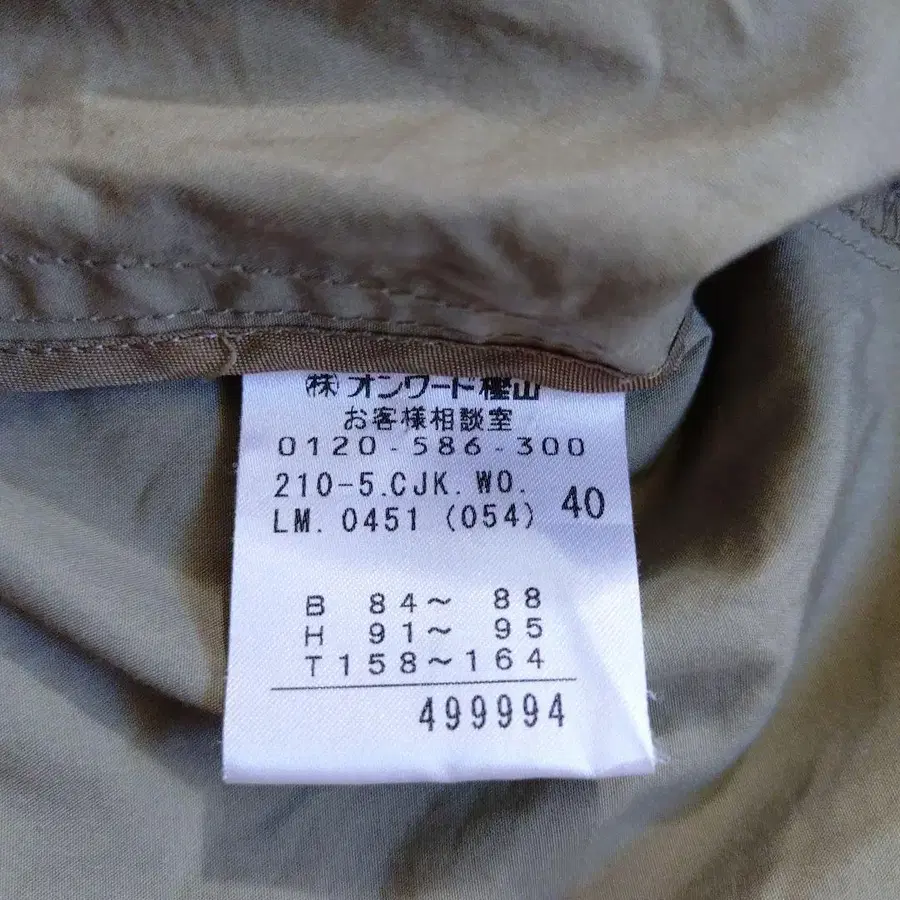 ㈱オンワード樫山
お客様相談室
0120-586-300
210-5.CJK.WO.
LM.0451(054) 40
B 84〜 88
H 91〜 95
T158〜164
499994